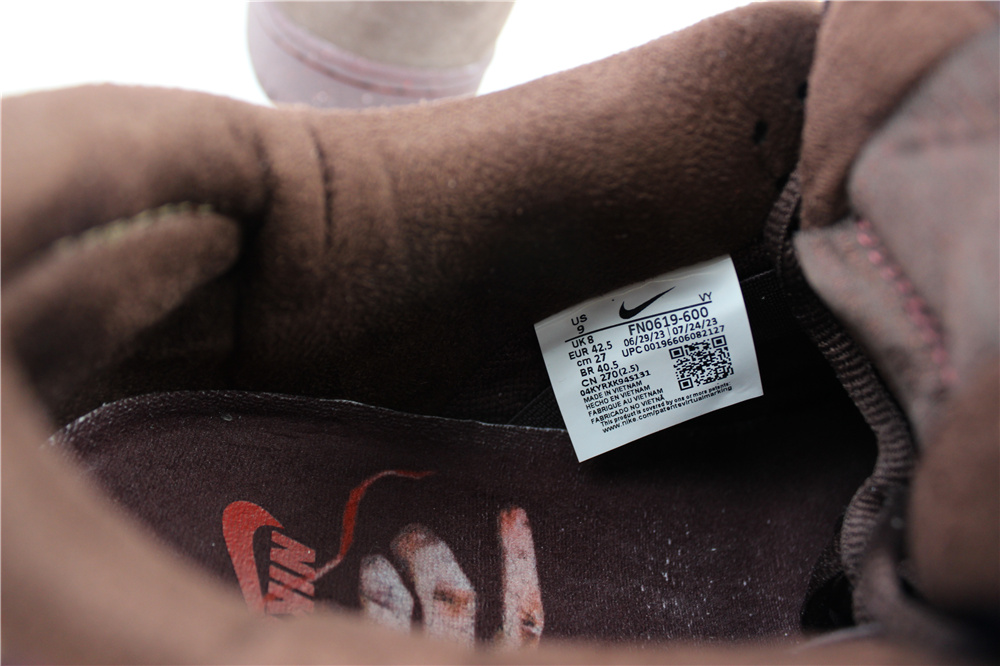 US 9
VY
UK 8
FN0619-600
EUR 42.5
06/29/23 | 07/24/23
cm 27
UPC 00196606082127
BR 40.5
CN 270(2.5)
04KYRXK945131
MADE IN VIETNAM
HECHO EN VIETNAM
FABRIQUE AU VIETNAM
FABRICADO NO VIETNÃ
This product is covered by one or more patents.
www.nike.com/patentsvirtualmarking